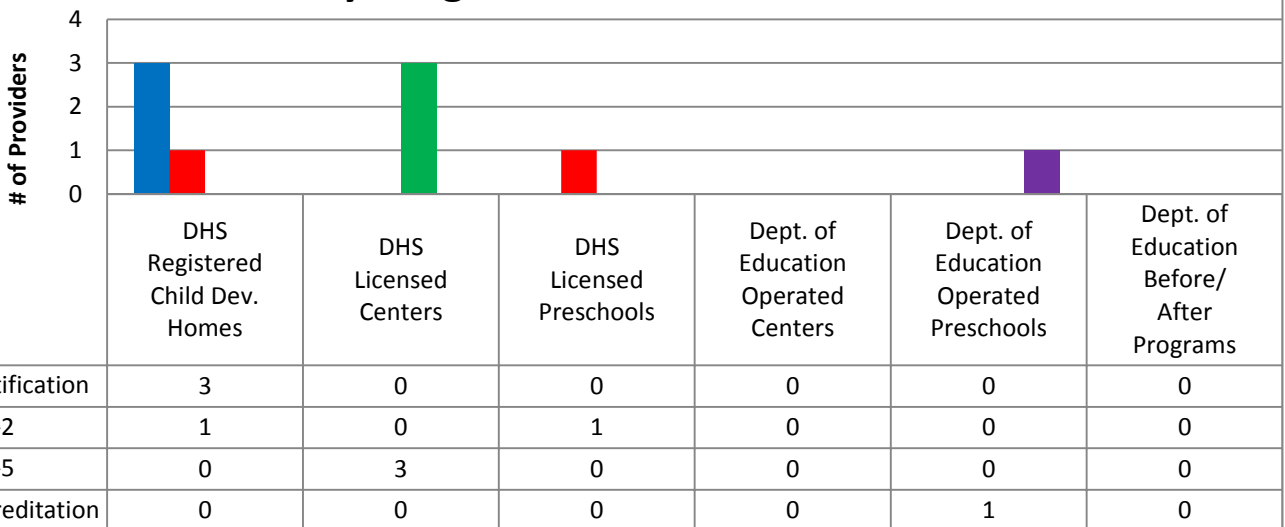 4
3
2
1
0
# of Providers
DHS
Registered
Child Dev.
Homes
DHS
Licensed
Centers
DHS
Licensed
Preschools
Dept. of
Education
Operated
Centers
Dept. of
Education
Operated
Preschools
Dept. of
Education
Before/
After
Programs
tification 3 0 0 0 0 0
2 1 0 1 0 0 0
5 0 3 0 0 0 0
reditation 0 0 0 0 1 0